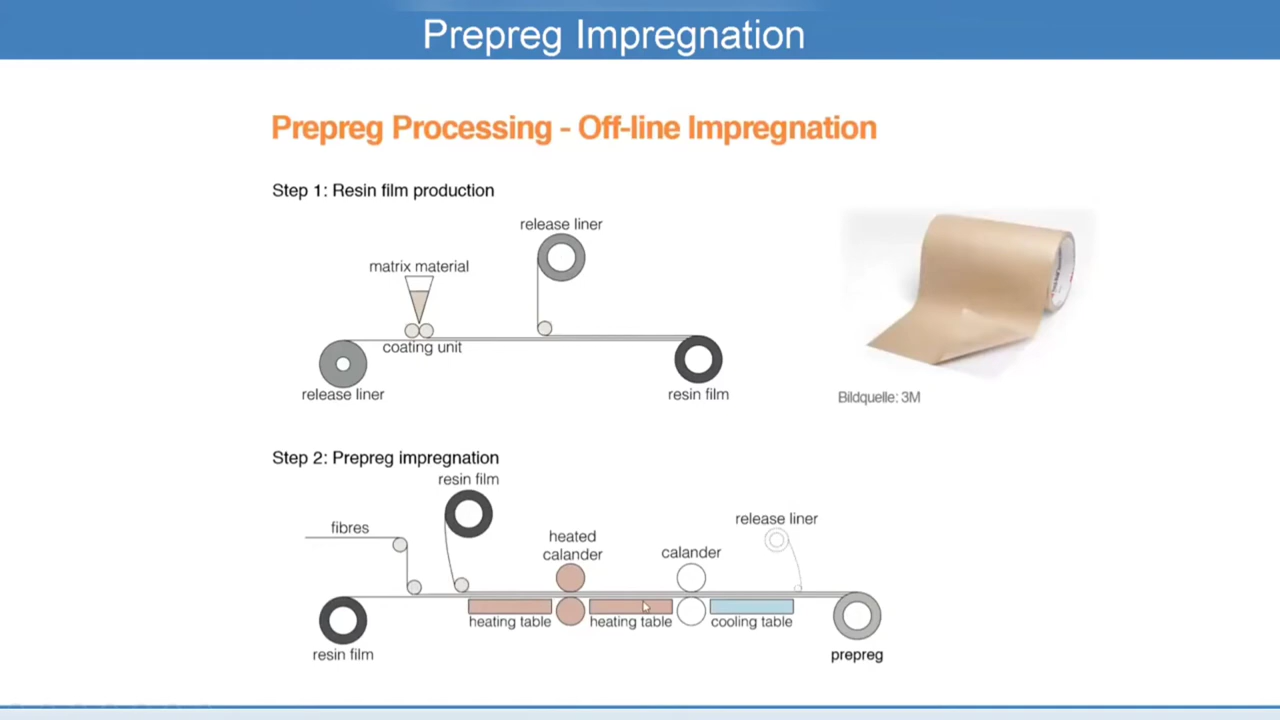 Prepreg Impregnation
Prepreg Processing - Off-line Impregnation
Step 1: Resin film production
release liner
matrix material
coating unit
release liner
resin film
Bildquelle: 3M
Step 2: Prepreg impregnation
resin film
fibres
release liner
heated
calander
calander
heating table
heating table
cooling table
resin film
prepreg